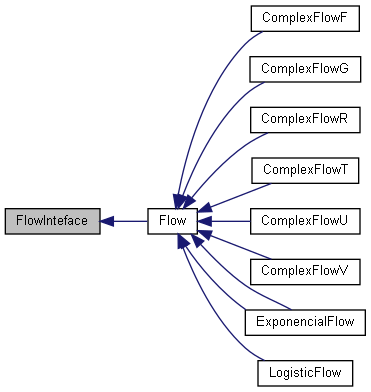 ComplexFlowF
ComplexFlowG
ComplexFlowR
ComplexFlowT
FlowInteface
Flow
ComplexFlowU
ComplexFlowV
ExponencialFlow
LogisticFlow